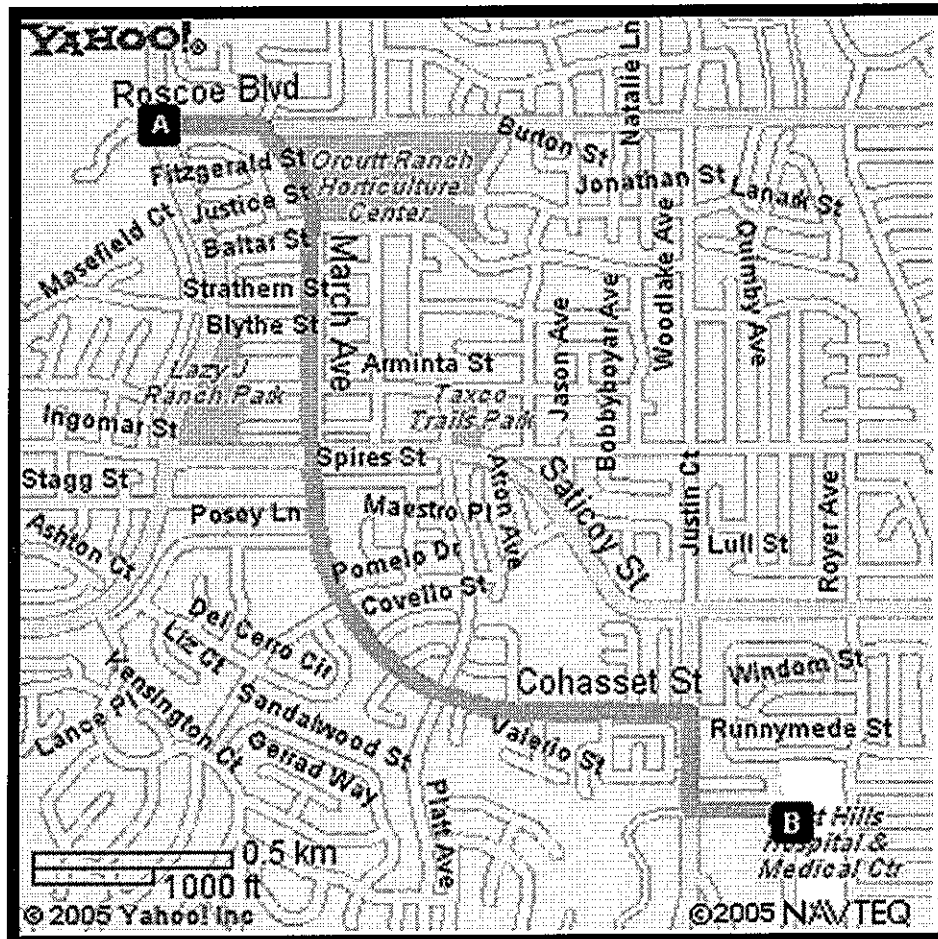 YAHOO!®
Roscoe Blvd
A
Natalie Ln
Burton St
Fitzgerald St
Orcutt Ranch
Horticulture
Center
Jonathan St
Lanark St
Justice St
Masefield Ct
Baltar St
March Ave
Woodlake Ave
Quimby Ave
Strathern St
Blythe St
Jason Ave
Bobbyboyar Ave
Arminta St
Lazy J
Ranch Park
Taxco
Trails Park
Ingomar St
Spires St
Stagg St
Atron Ave
Saticoy St
Justin Ct
Royer Ave
Posey Ln
Maestro Pl
Ashton Ct
Lull St
Pomelo Dr
Covello St
Del Cerro Cir
Liz Ct
Windom St
Kensington Ct
Cohasset St
Sandalwood St
Lance Pl
Valerio St
Runnymede St
Gerrad Way
Platt Ave
B
t Hills
Hospital &
Medical Ctr
0.5 km
1000 ft
© 2005 Yahoo! Inc
©2005 NAVTEQ